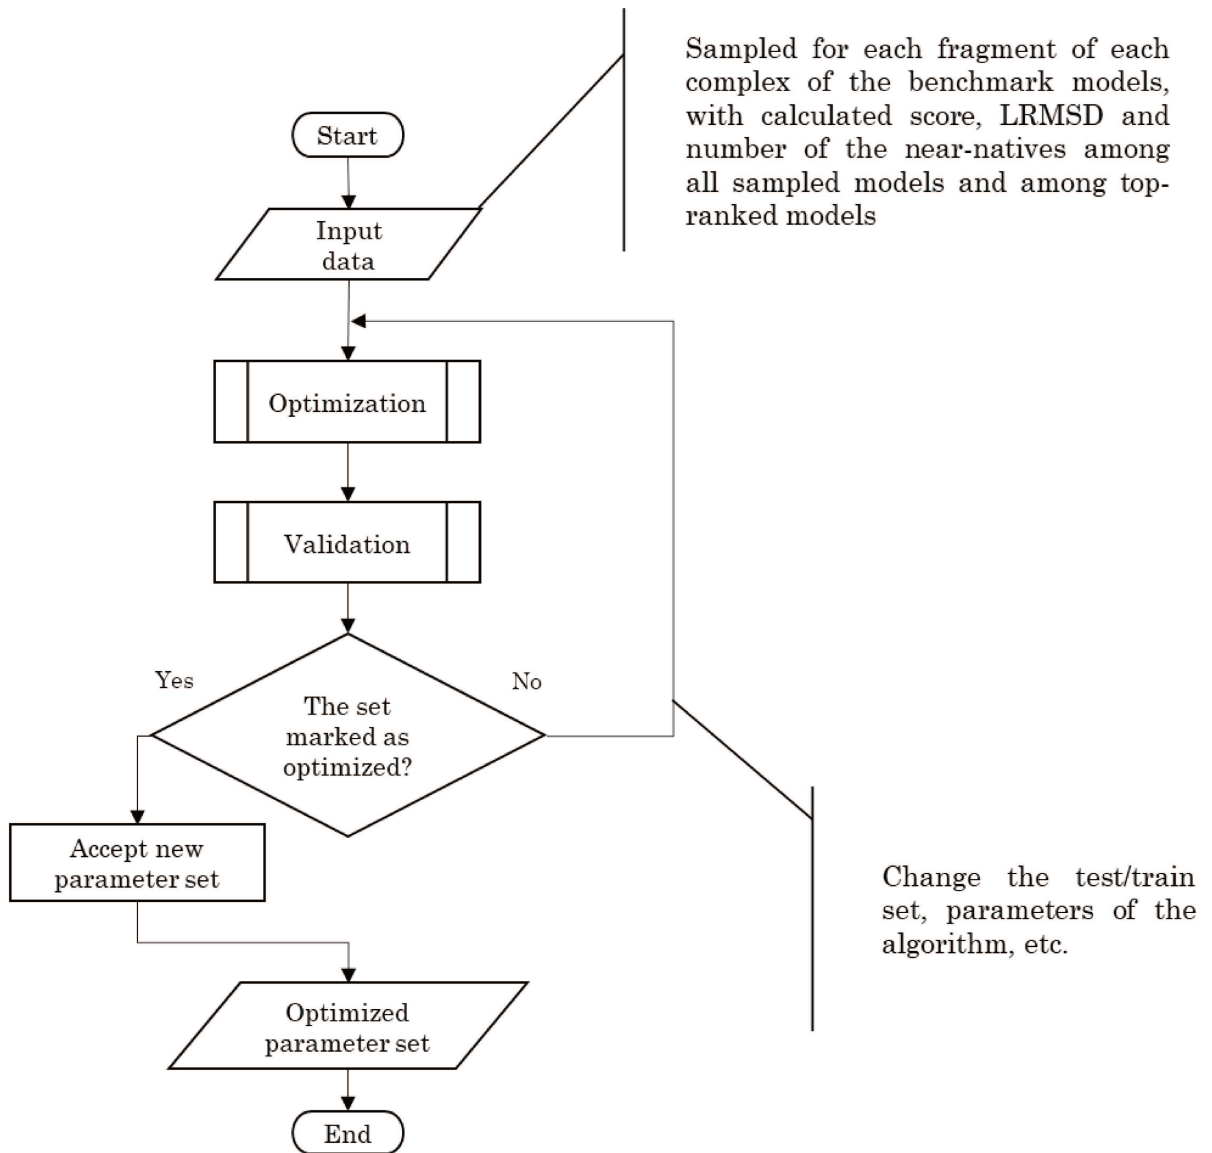 Sampled for each fragment of each
complex of the benchmark models,
with calculated score, LRMSD and
number of the near-natives among
all sampled models and among top-
ranked models
Start
Input
data
Optimization
Validation
Yes
No
The set
marked as
optimized?
Accept new
parameter set
Change the test/train
set, parameters of the
algorithm, etc.
Optimized
parameter set
End